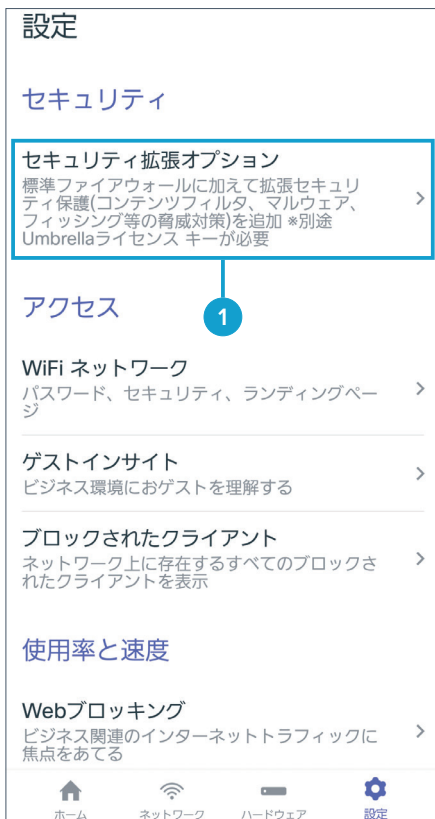 設定
セキュリティ
セキュリティ拡張オプション
標準ファイアウォールに加えて拡張セキュリ
ティ保護(コンテンツフィルタ、マルウェア、
フィッシング等の脅威対策)を追加 ※別途
Umbrellaライセンス キーが必要
アクセス
1
WiFi ネットワーク
パスワード、セキュリティ、ランディングペー
ジ
ゲストインサイト
ビジネス環境におゲストを理解する
ブロックされたクライアント
ネットワーク上に存在するすべてのブロックさ
れたクライアントを表示
使用率と速度
Webブロッキング
ビジネス関連のインターネットトラフィックに
焦点をあてる
ホーム
ネットワーク
ハードウェア
設定